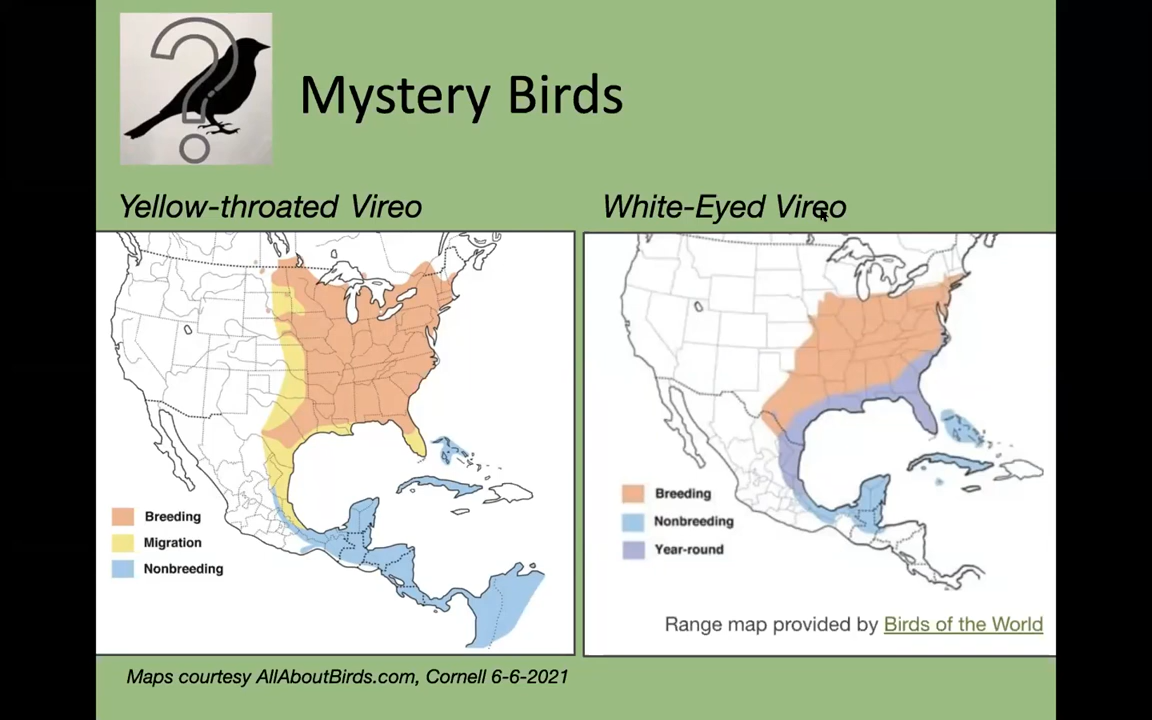 Mystery Birds
Yellow-throated Vireo
White-Eyed Vireo
Breeding
Migration
Nonbreeding
Breeding
Nonbreeding
Year-round
Range map provided by Birds of the World
Maps courtesy AllAboutBirds.com, Cornell 6-6-2021